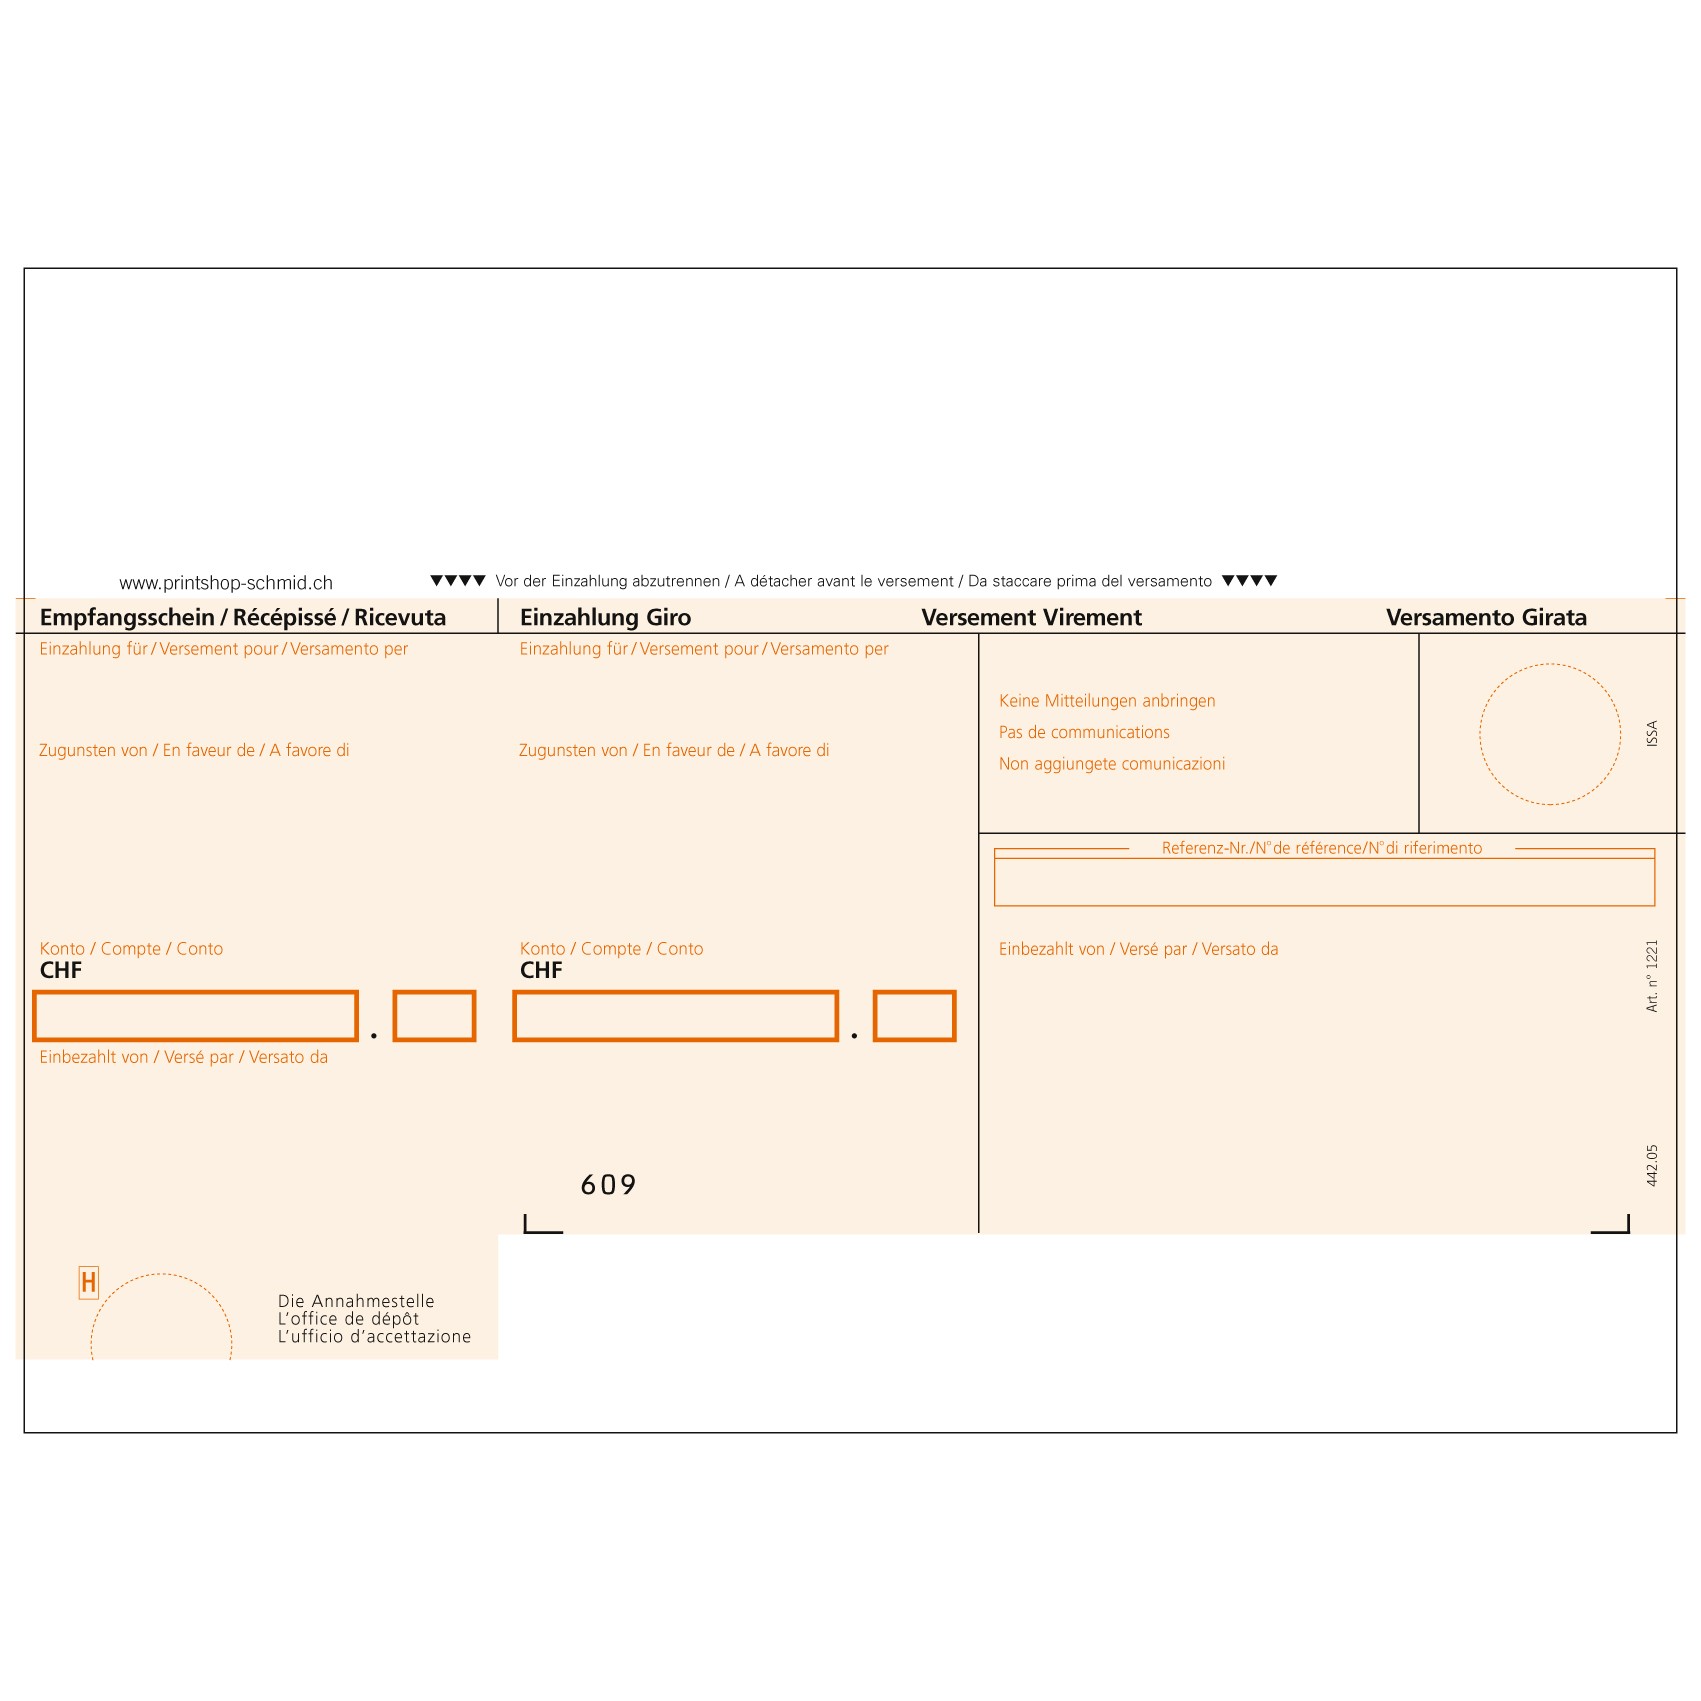 www.printshop-schmid.ch
▼▼▼▼ Vor der Einzahlung abzutrennen / A détacher avant le versement / Da staccare prima del versamento ▼▼▼▼
Empfangsschein / Récépissé / Ricevuta
Einzahlung Giro
Versement Virement
Versamento Girata
Einzahlung für / Versement pour / Versamento per
Zugunsten von / En faveur de / A favore di
Konto / Compte / Conto
CHF
.
Einbezahlt von / Versé par / Versato da
H
Die Annahmestelle
L'office de dépôt
L'ufficio d'accettazione
Einzahlung für / Versement pour / Versamento per
Zugunsten von / En faveur de / A favore di
Konto / Compte / Conto
CHF
.
609
Keine Mitteilungen anbringen
Pas de communications
Non aggiungete comunicazioni
Referenz-Nr./N° de référence/N° di riferimento
Einbezahlt von / Versé par / Versato da
ISSA
Art. n° 1221
442.05